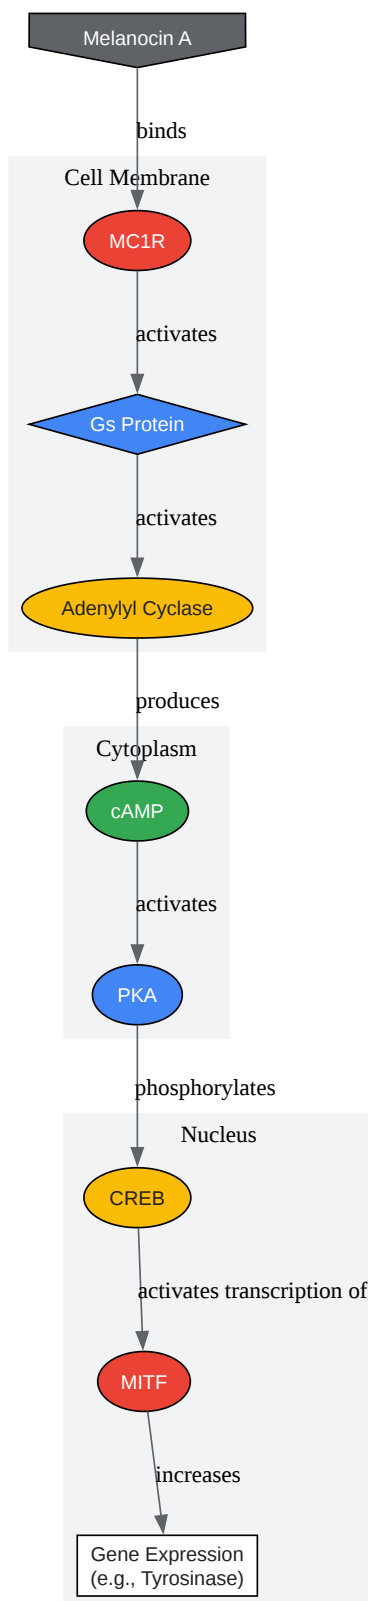 Melanocin A
binds
Cell Membrane
MC1R
activates
Gs Protein
activates
Adenylyl Cyclase
produces
Cytoplasm
cAMP
activates
PKA
phosphorylates
Nucleus
CREB
activates transcription of
MITF
increases
Gene Expression
(e.g., Tyrosinase)